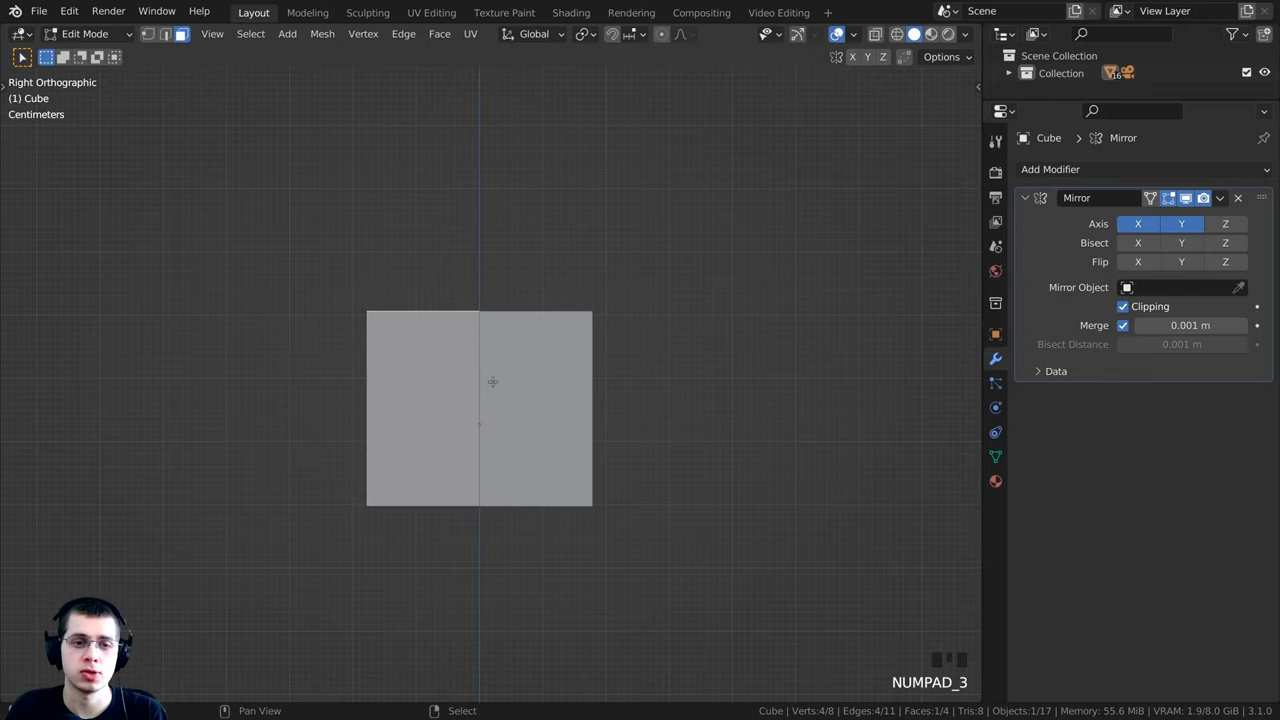 File Edit Render Window Help Layout Modeling Sculpting UV Editing Texture Paint Shading Rendering Compositing Video Editing + Scene View Layer
Edit Mode View Select Add Mesh Vertex Edge Face UV Global
X Y Z Options
Right Orthographic
(1) Cube
Centimeters
Scene Collection
Collection 16
Cube > Mirror
Add Modifier
Mirror
Axis X Y Z
Bisect X Y Z
Flip X Y Z
Mirror Object
Clipping
Merge 0.001 m
Bisect Distance 0.001 m
Data
NUMPAD_3
Pan View Select Cube | Verts:4/8 | Edges:4/11 | Faces:1/4 | Tris:8 | Objects:1/17 | Memory: 55.6 MiB | VRAM: 1.9/8.0 GiB | 3.1.0